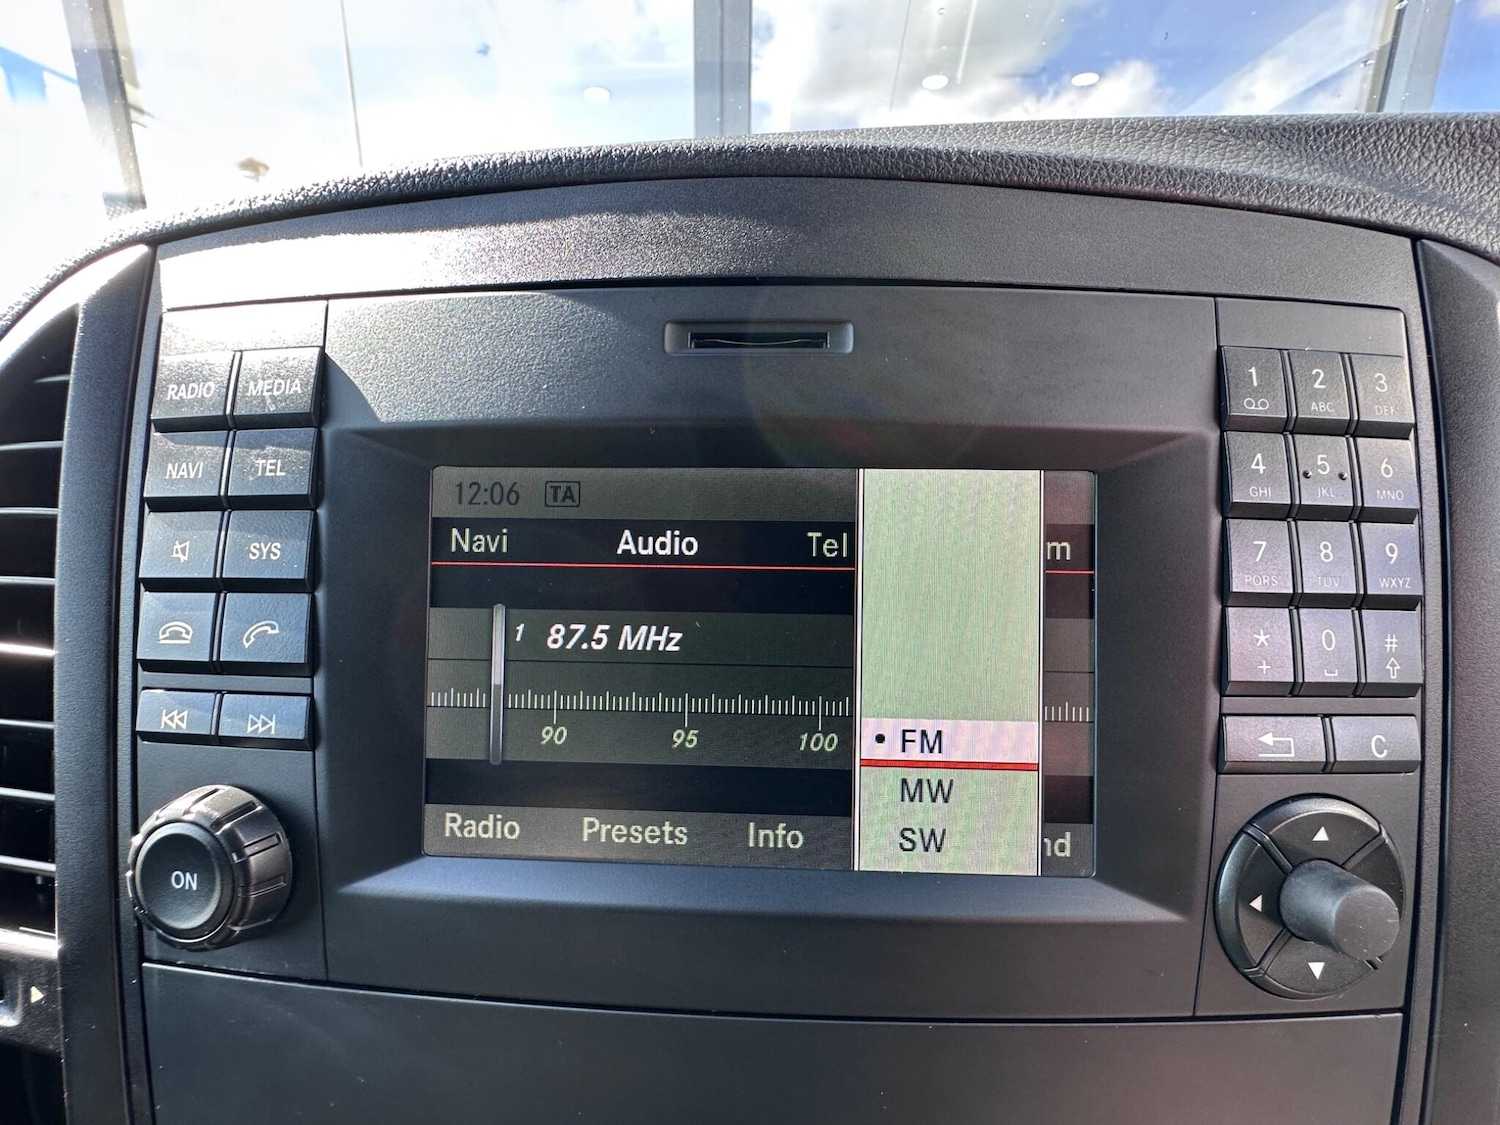 RADIO MEDIA
NAVI TEL
SYS
ON
12:06 TA
Navi Audio Tel m
1 87.5 MHz
90 95 100
FM
MW
SW
Radio Presets Info nd
1 2 ABC 3 DEF
4 GHI 5 JKL 6 MNO
7 PQRS 8 TUV 9 WXYZ
* + 0 #
C